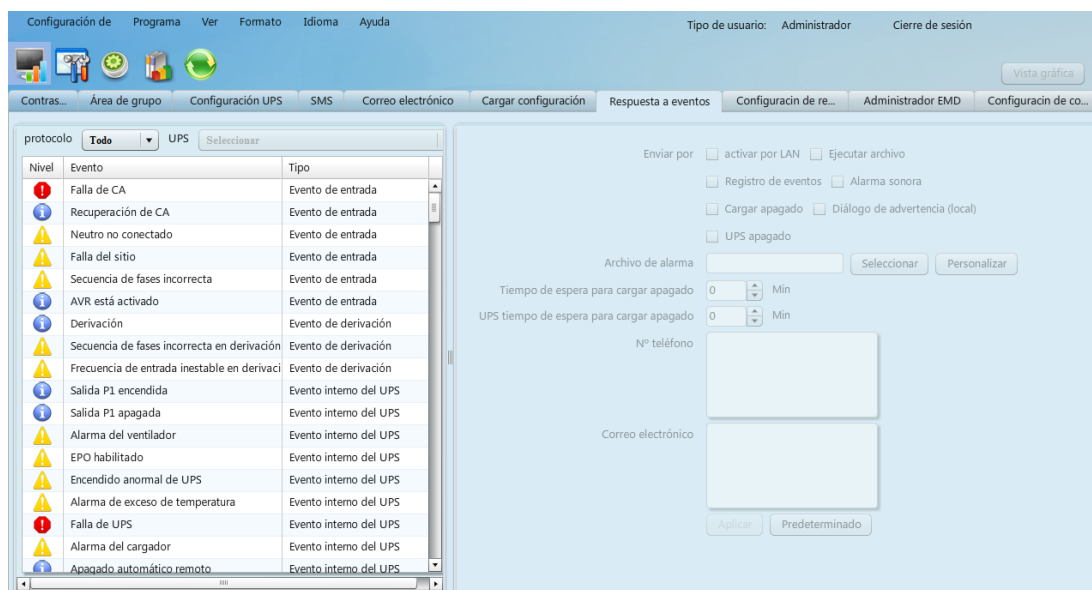 Configuración de Programa Ver Formato Idioma Ayuda Tipo de usuario: Administrador Cierre de sesión
Vista gráfica
Contras... Área de grupo Configuración UPS SMS Correo electrónico Cargar configuración Respuesta a eventos Configuracin de re... Administrador EMD Configuracin de co...
protocolo Todo UPS Seleccionar
Nivel Evento Tipo
Falla de CA Evento de entrada
Recuperación de CA Evento de entrada
Neutro no conectado Evento de entrada
Falla del sitio Evento de entrada
Secuencia de fases incorrecta Evento de entrada
AVR está activado Evento de entrada
Derivación Evento de derivación
Secuencia de fases incorrecta en derivación Evento de derivación
Frecuencia de entrada inestable en derivaci Evento de derivación
Salida P1 encendida Evento interno del UPS
Salida P1 apagada Evento interno del UPS
Alarma del ventilador Evento interno del UPS
EPO habilitado Evento interno del UPS
Encendido anormal de UPS Evento interno del UPS
Alarma de exceso de temperatura Evento interno del UPS
Falla de UPS Evento interno del UPS
Alarma del cargador Evento interno del UPS
Apagado automático remoto Evento interno del UPS
Enviar por activar por LAN Ejecutar archivo
Registro de eventos Alarma sonora
Cargar apagado Diálogo de advertencia (local)
UPS apagado
Archivo de alarma Seleccionar Personalizar
Tiempo de espera para cargar apagado 0 Min
UPS tiempo de espera para cargar apagado 0 Min
Nº teléfono
Correo electrónico
Aplicar Predeterminado